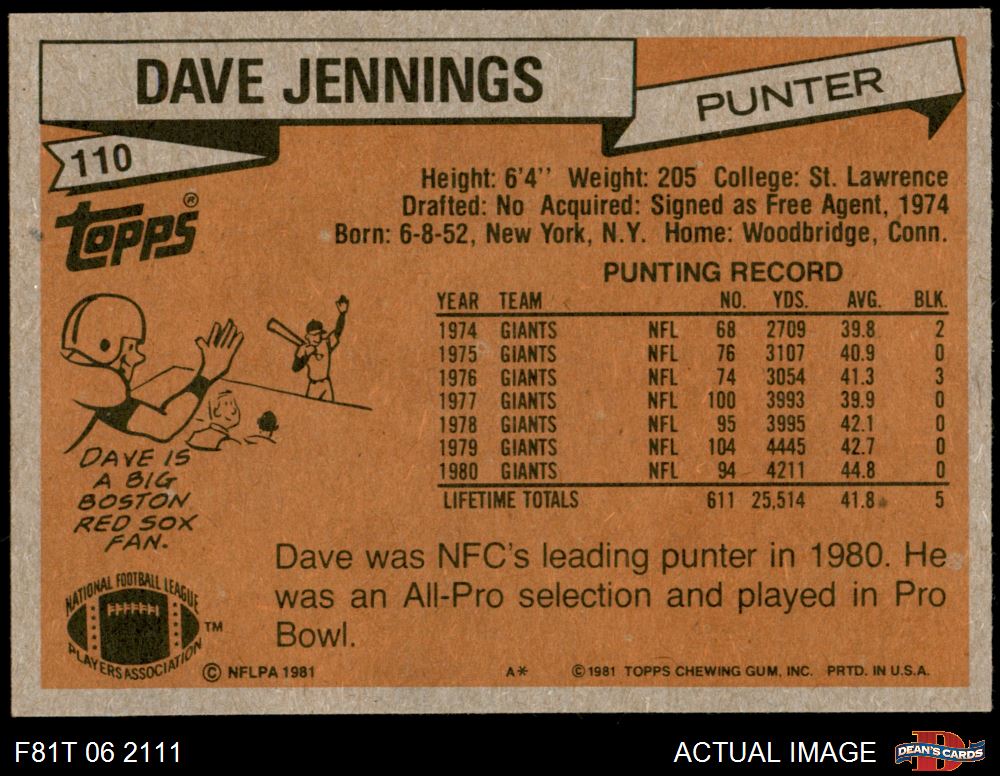 DAVE JENNINGS
PUNTER
110
TOPPS®
Height: 6'4'' Weight: 205 College: St. Lawrence
Drafted: No Acquired: Signed as Free Agent, 1974
Born: 6-8-52, New York, N.Y. Home: Woodbridge, Conn.
PUNTING RECORD
YEAR TEAM NO. YDS. AVG. BLK.
1974 GIANTS NFL 68 2709 39.8 2
1975 GIANTS NFL 76 3107 40.9 0
1976 GIANTS NFL 74 3054 41.3 3
1977 GIANTS NFL 100 3993 39.9 0
1978 GIANTS NFL 95 3995 42.1 0
1979 GIANTS NFL 104 4445 42.7 0
1980 GIANTS NFL 94 4211 44.8 0
LIFETIME TOTALS 611 25,514 41.8 5
DAVE IS
A BIG
BOSTON
RED SOX
FAN.
Dave was NFC's leading punter in 1980. He
was an All-Pro selection and played in Pro
Bowl.
NATIONAL FOOTBALL LEAGUE
PLAYERS ASSOCIATION
TM
© NFLPA 1981
A*
© 1981 TOPPS CHEWING GUM, INC. PRTD. IN U.S.A.
F81T 06 2111
ACTUAL IMAGE
D
DEAN'S CARDS